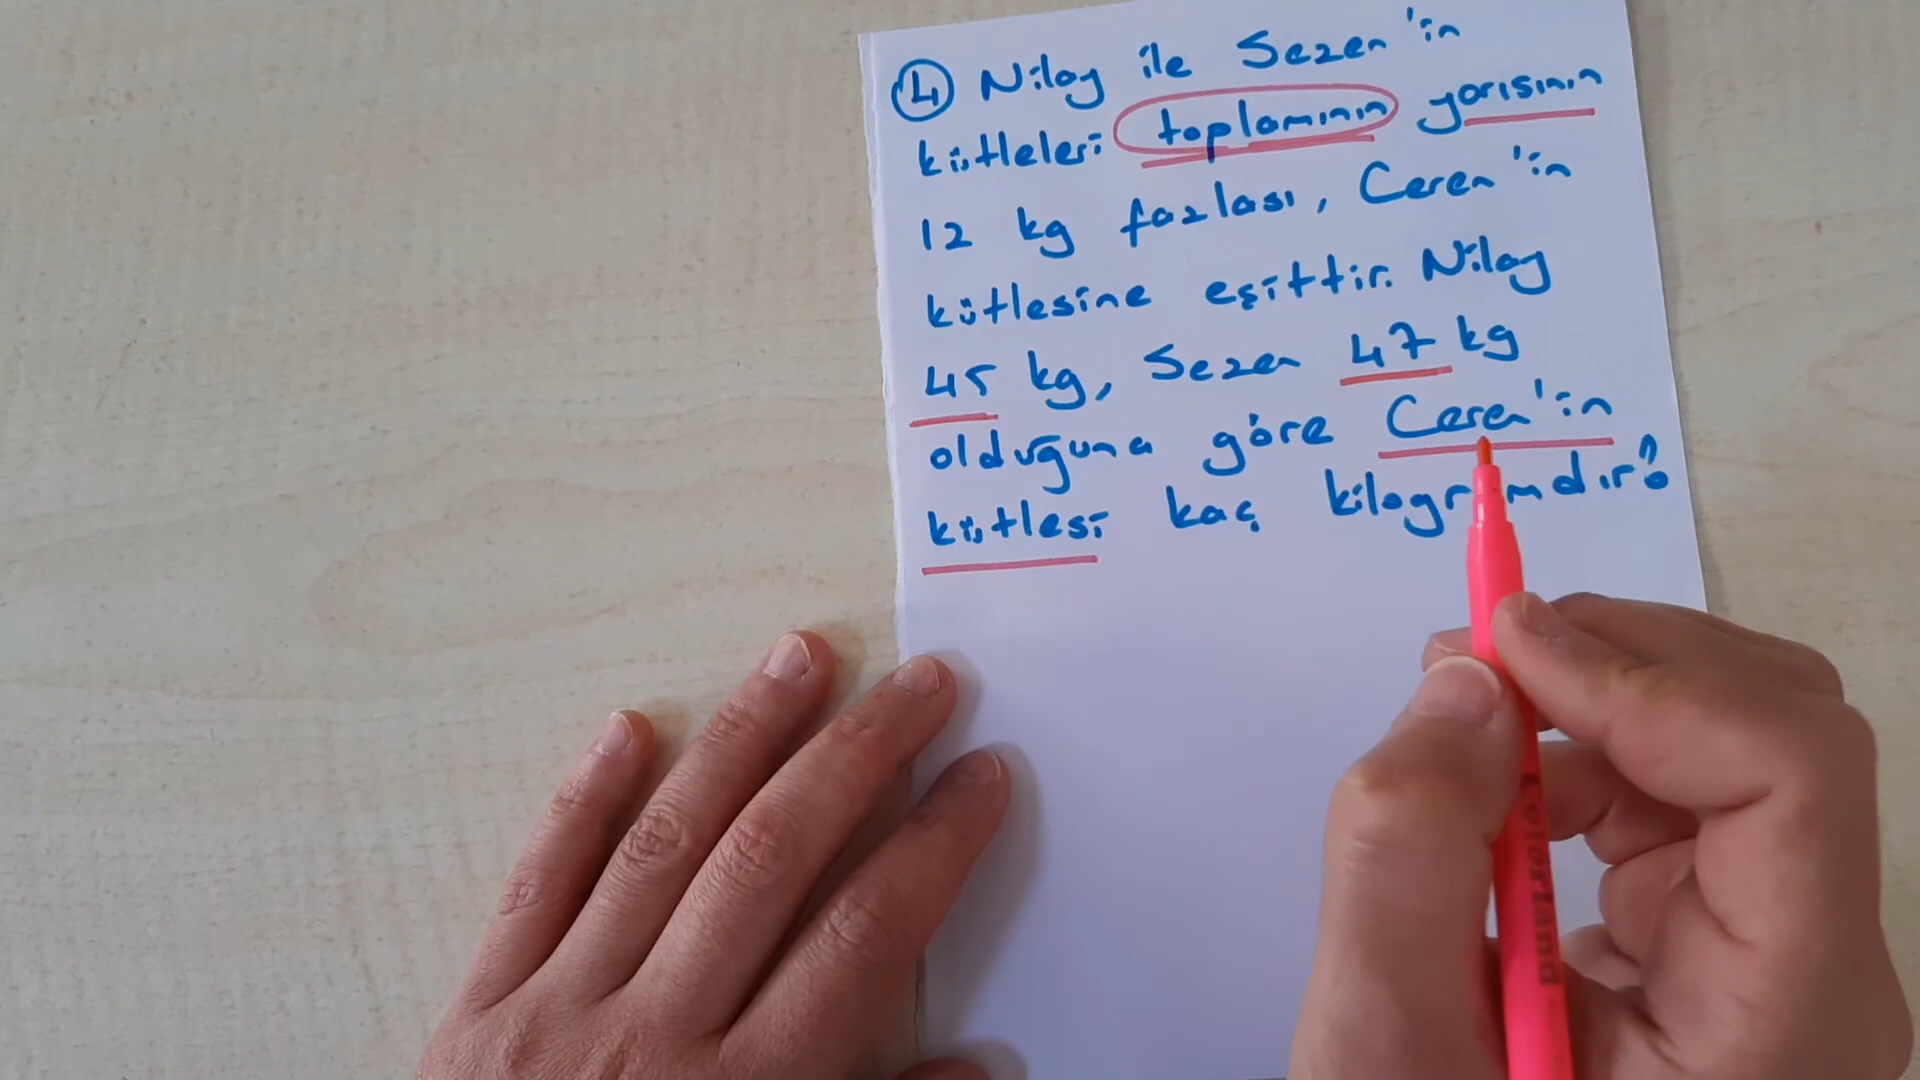 4 Nilay ile Sezen'in
kütleleri toplamının yarısının
12 kg fazlası, Ceren'in
kütlesine eşittir. Nilay
45 kg, Sezen 47 kg
olduğuna göre Ceren'in
kütlesi kaç kilogramdır?